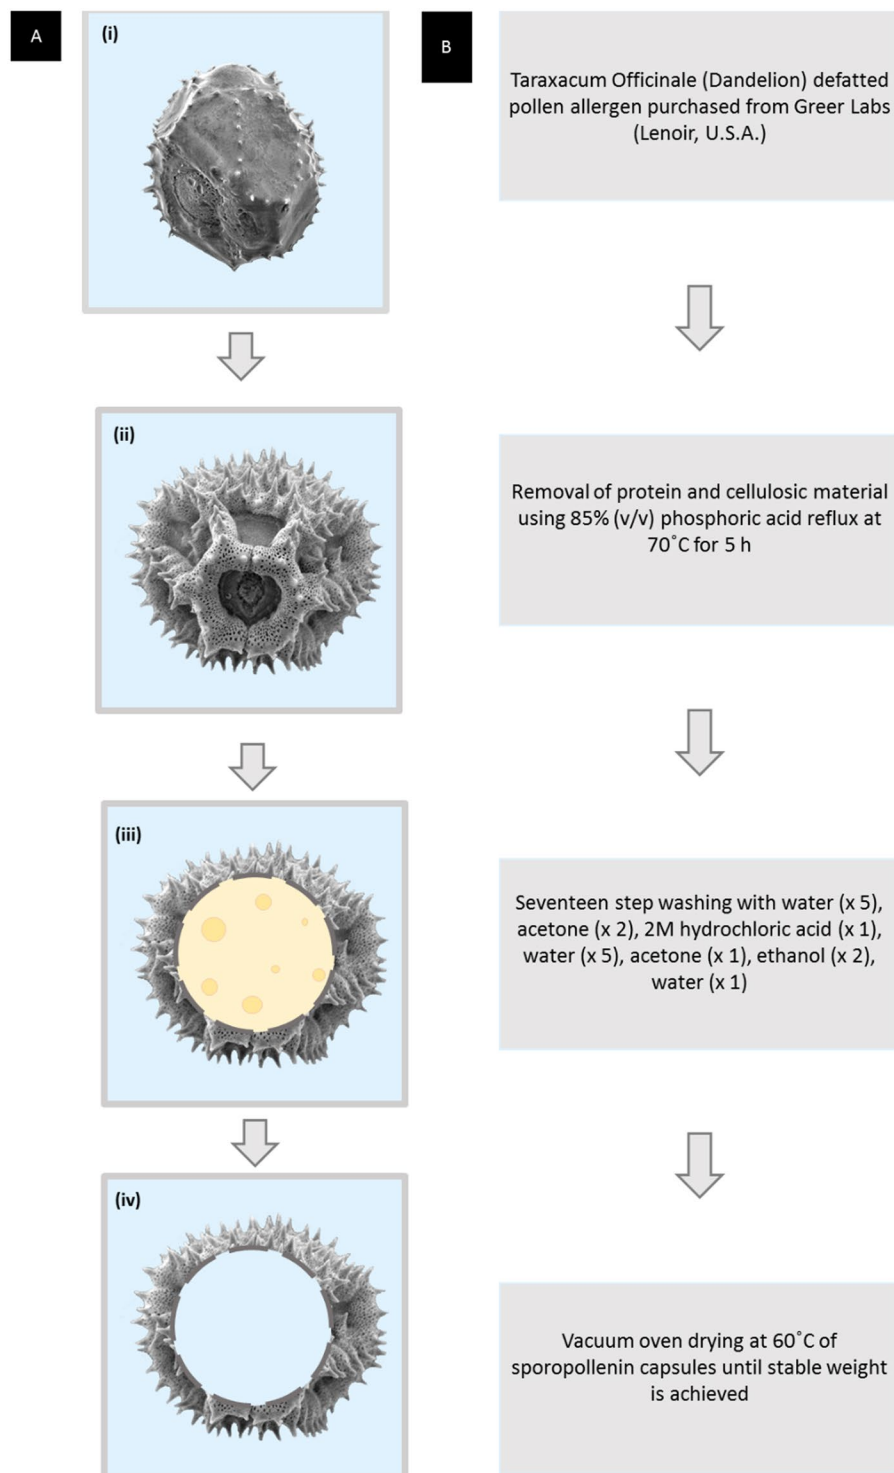 A
(i)
(ii)
(iii)
(iv)
B
Taraxacum Officinale (Dandelion) defatted
pollen allergen purchased from Greer Labs
(Lenoir, U.S.A.)
Removal of protein and cellulosic material
using 85% (v/v) phosphoric acid reflux at
70˚C for 5 h
Seventeen step washing with water (x 5),
acetone (x 2), 2M hydrochloric acid (x 1),
water (x 5), acetone (x 1), ethanol (x 2),
water (x 1)
Vacuum oven drying at 60˚C of
sporopollenin capsules until stable weight
is achieved